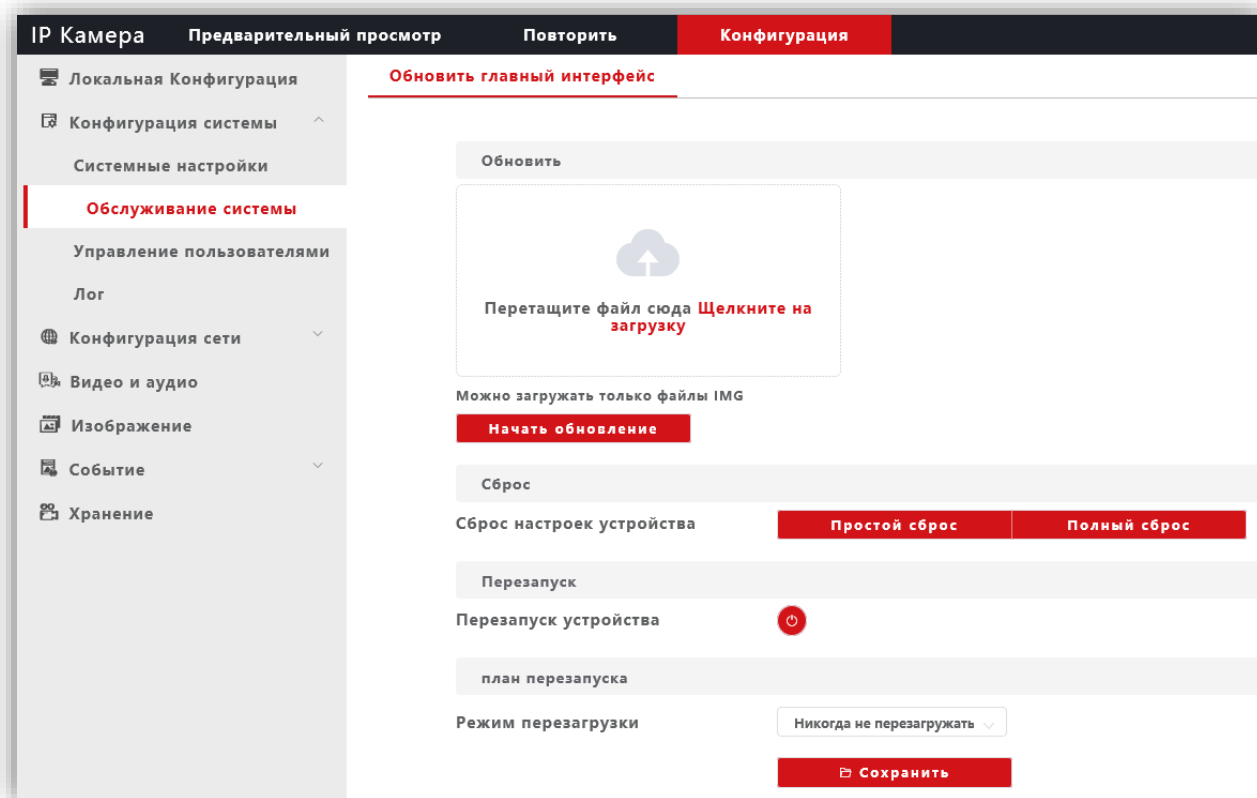 IP Камера Предварительный просмотр Повторить Конфигурация
Локальная Конфигурация
Конфигурация системы
Системные настройки
Обслуживание системы
Управление пользователями
Лог
Конфигурация сети
Видео и аудио
Изображение
Событие
Хранение
Обновить главный интерфейс
Обновить
Перетащите файл сюда Щелкните на
загрузку
Можно загружать только файлы IMG
Начать обновление
Сброс
Сброс настроек устройства Простой сброс Полный сброс
Перезапуск
Перезапуск устройства
план перезапуска
Режим перезагрузки Никогда не перезагружать
Сохранить